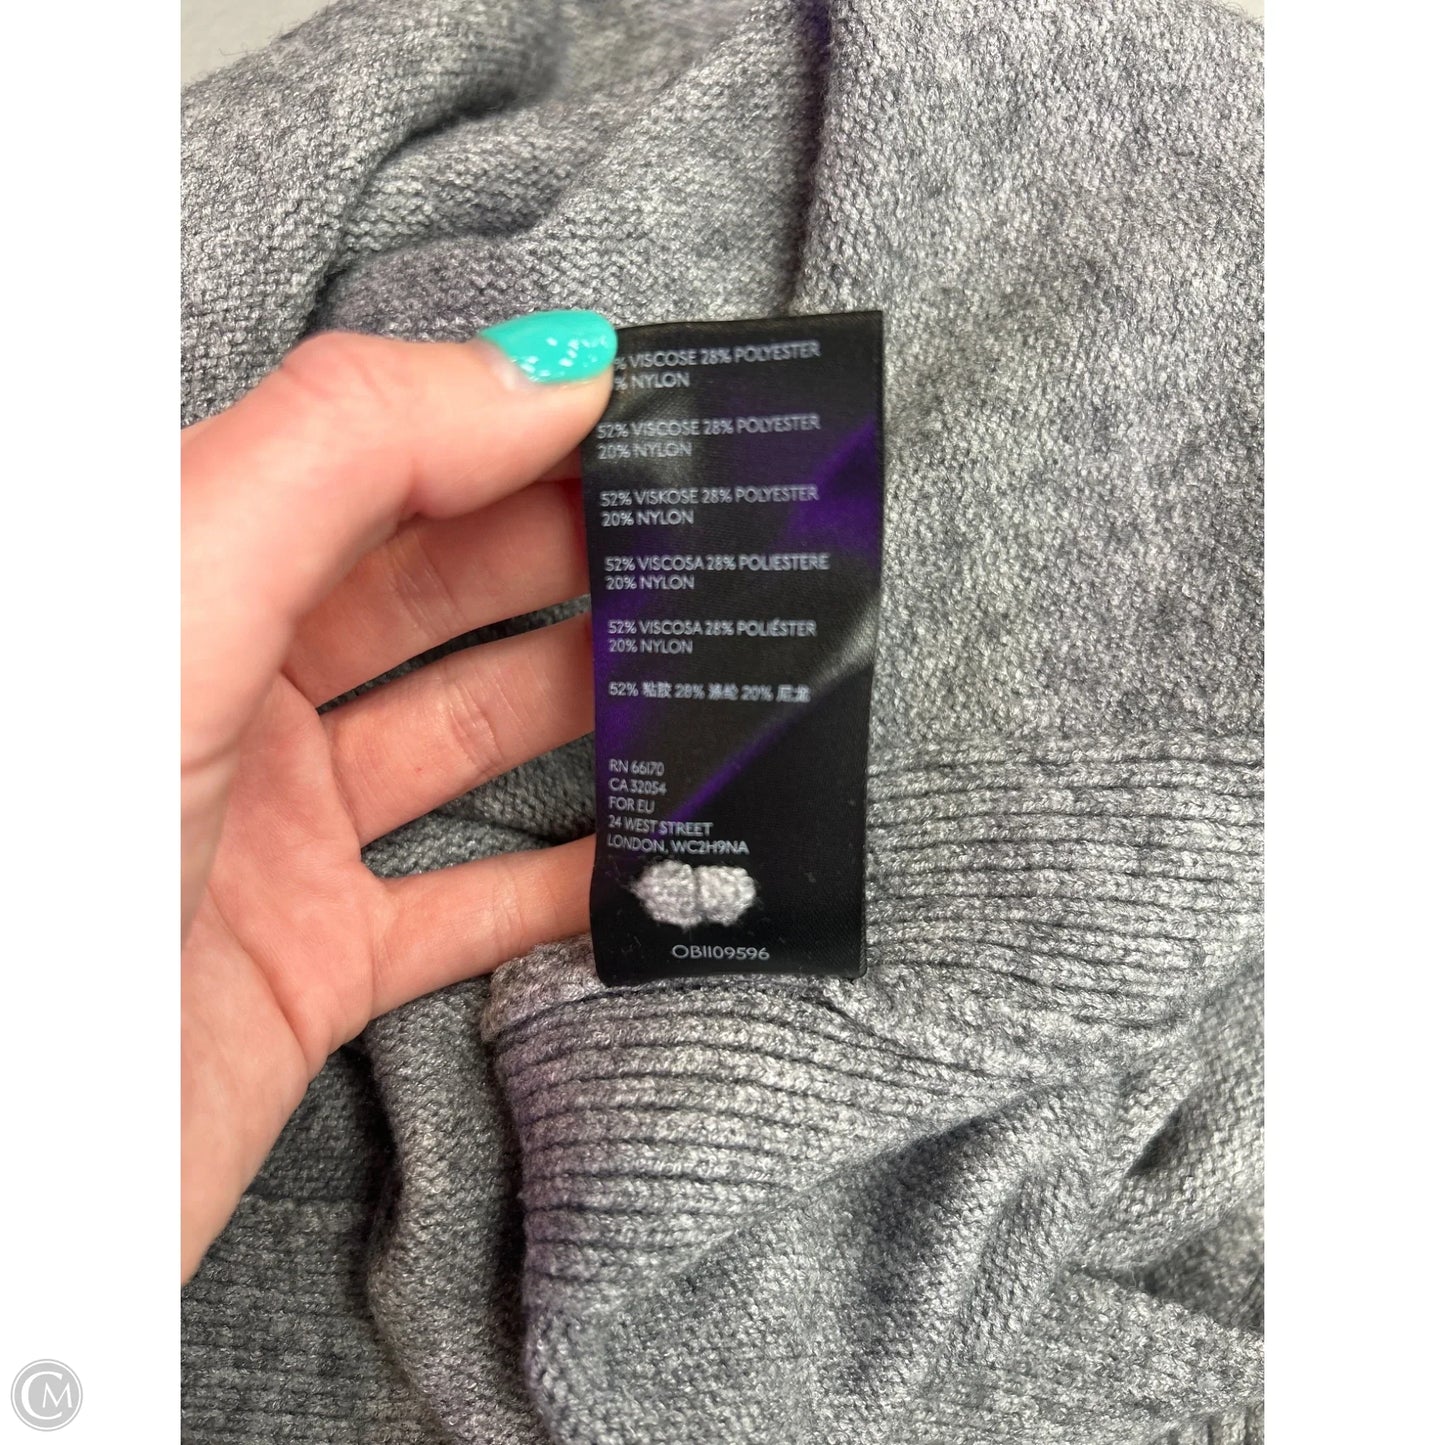 % VISCOSE 28% POLYESTER
% NYLON
52% VISCOSE 28% POLYESTER
20% NYLON
52% VISKOSE 28% POLYESTER
20% NYLON
52% VISCOSA 28% POLIESTERE
20% NYLON
52% VISCOSA 28% POLIÉSTER
20% NYLON
52% 粘胶 28% 涤纶 20% 尼龙
RN 66170
CA 32054
FOR EU
24 WEST STREET
LONDON, WC2H9NA
OB1109596
CM